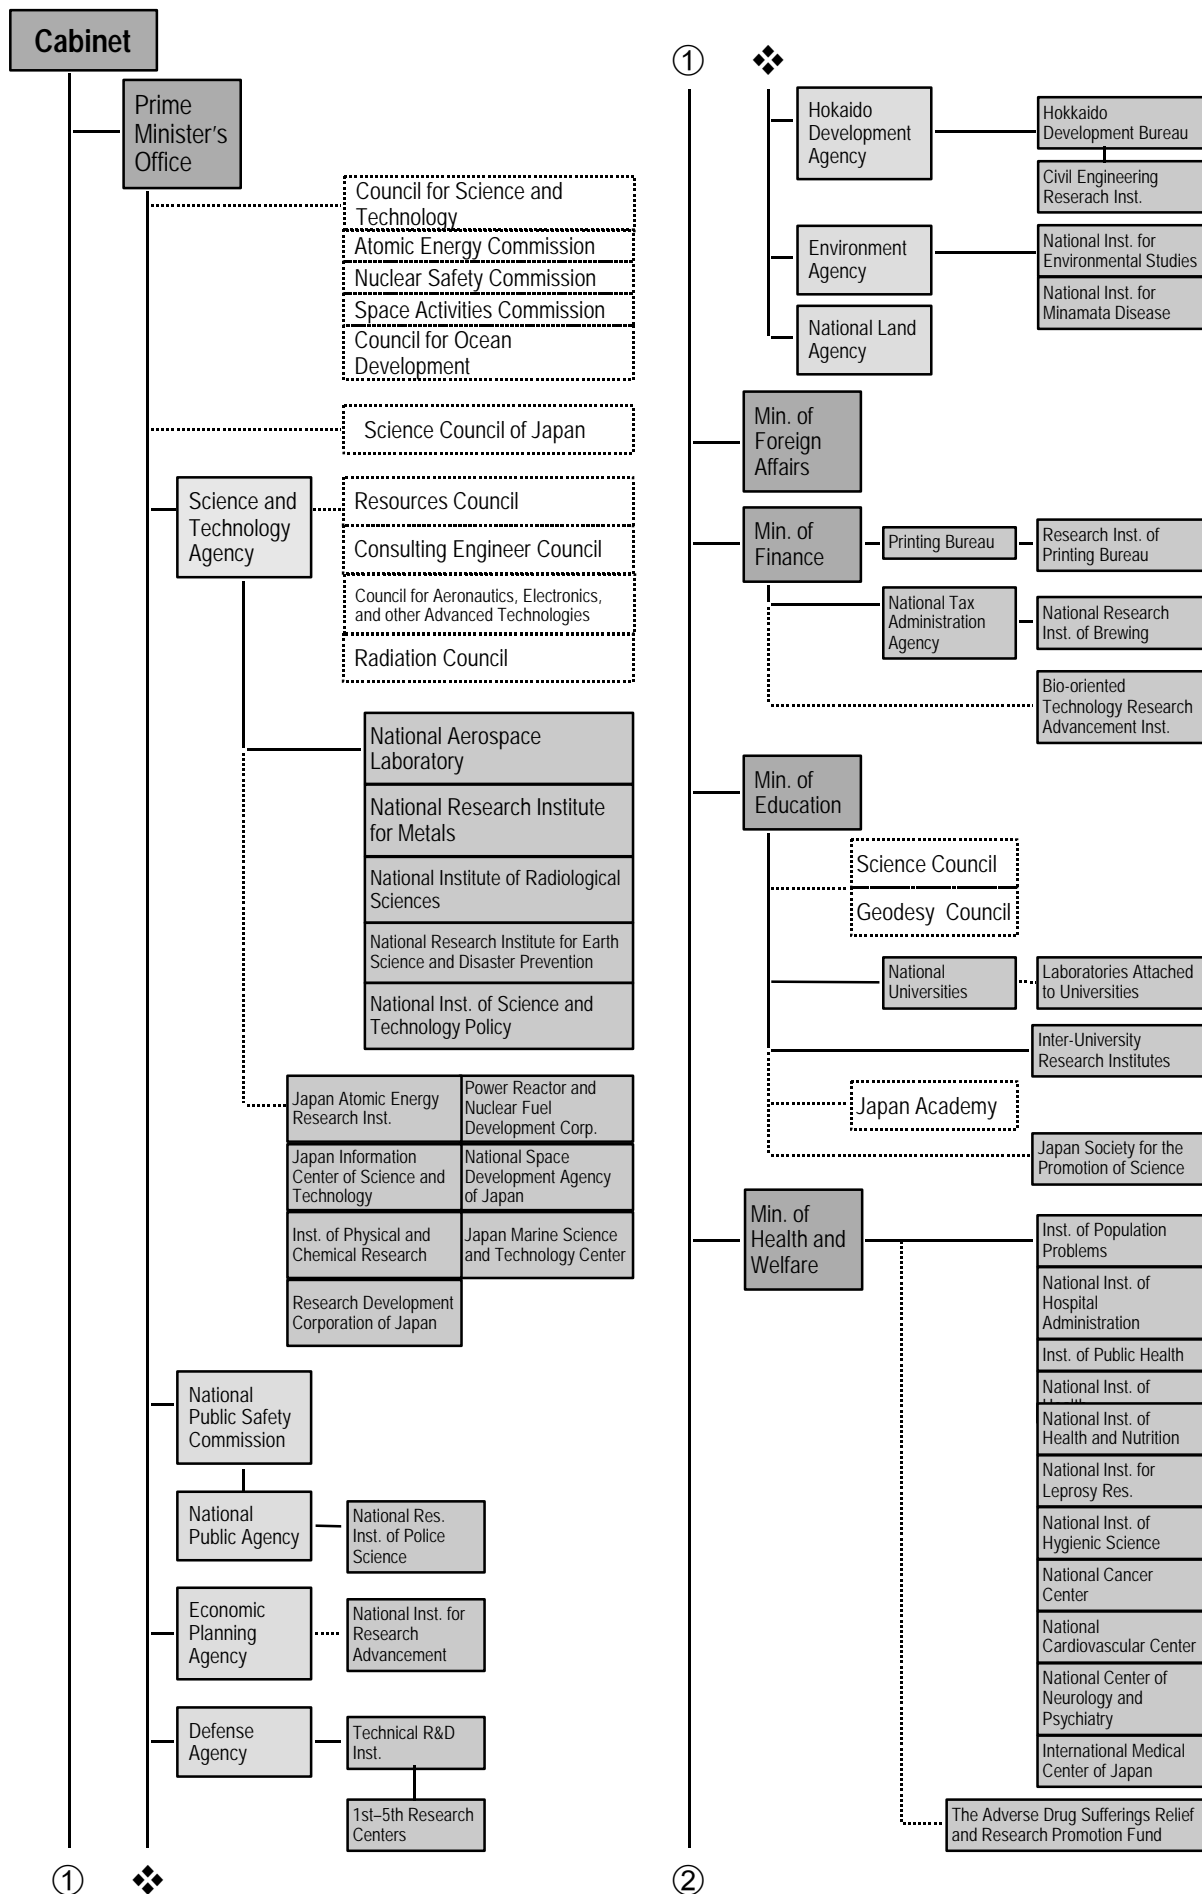 Cabinet
Prime
Minister's
Office
Council for Science and
Technology
Atomic Energy Commission
Nuclear Safety Commission
Space Activities Commission
Council for Ocean
Development
Science Council of Japan
Science and
Technology
Agency
Resources Council
Consulting Engineer Council
Council for Aeronautics, Electronics,
and other Advanced Technologies
Radiation Council
National Aerospace
Laboratory
National Research Institute
for Metals
National Institute of Radiological
Sciences
National Research Institute for Earth
Science and Disaster Prevention
National Inst. of Science and
Technology Policy
Japan Atomic Energy
Research Inst.
Power Reactor and
Nuclear Fuel
Development Corp.
Japan Information
Center of Science and
Technology
National Space
Development Agency
of Japan
Inst. of Physical and
Chemical Research
Japan Marine Science
and Technology Center
Research Development
Corporation of Japan
National
Public Safety
Commission
National
Public Agency
National Res.
Inst. of Police
Science
Economic
Planning
Agency
National Inst. for
Research
Advancement
Defense
Agency
Technical R&D
Inst.
1st–5th Research
Centers
① ❖
① ❖
Hokaido
Development
Agency
Hokkaido
Development Bureau
Civil Engineering
Reserach Inst.
Environment
Agency
National Inst. for
Environmental Studies
National Inst. for
Minamata Disease
National Land
Agency
Min. of
Foreign
Affairs
Min. of
Finance
Printing Bureau
Research Inst. of
Printing Bureau
National Tax
Administration
Agency
National Research
Inst. of Brewing
Bio-oriented
Technology Research
Advancement Inst.
Min. of
Education
Science Council
Geodesy Council
National
Universities
Laboratories Attached
to Universities
Inter-University
Research Institutes
Japan Academy
Japan Society for the
Promotion of Science
Min. of
Health and
Welfare
Inst. of Population
Problems
National Inst. of
Hospital
Administration
Inst. of Public Health
National Inst. of
National Inst. of
Health and Nutrition
National Inst. for
Leprosy Res.
National Inst. of
Hygienic Science
National Cancer
Center
National
Cardiovascular Center
National Center of
Neurology and
Psychiatry
International Medical
Center of Japan
The Adverse Drug Sufferings Relief
and Research Promotion Fund
②